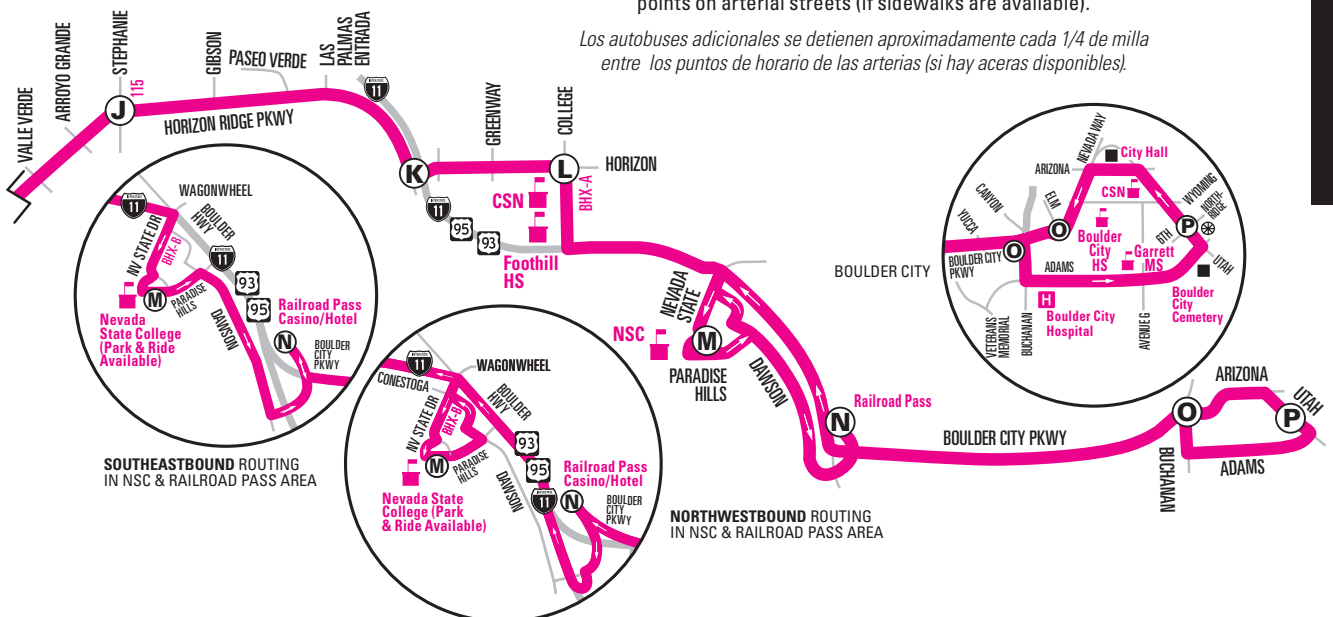 points on arterial streets (if sidewalks are available).
Los autobuses adicionales se detienen aproximadamente cada 1/4 de milla
entre los puntos de horario de las arterias (si hay aceras disponibles).
VALLE VERDE
ARROYO GRANDE
STEPHANIE
J
115
GIBSON
PASEO VERDE
LAS
PALMAS
ENTRADA
INTERSTATE
11
HORIZON RIDGE PKWY
K
GREENWAY
COLLEGE
L
HORIZON
BHX-A
CSN
INTERSTATE
11
95
93
Foothill
HS
NEVADA
STATE
NSC
M
PARADISE
HILLS
DAWSON
N
Railroad Pass
BOULDER CITY PKWY
O
BUCHANAN
ARIZONA
UTAH
P
ADAMS
INTERSTATE
11
WAGONWHEEL
BOULDER
HWY
INTERSTATE
11
NV STATE DR
BHX-B
93
95
M
PARADISE
HILLS
Railroad Pass
Casino/Hotel
N
Nevada
State College
(Park & Ride
Available)
DAWSON
BOULDER
CITY
PKWY
SOUTHEASTBOUND ROUTING
IN NSC & RAILROAD PASS AREA
INTERSTATE
11
WAGONWHEEL
CONESTOGA
BOULDER
HWY
NV STATE DR
BHX-B
93
95
M
PARADISE
HILLS
Railroad Pass
Casino/Hotel
INTERSTATE
11
N
Nevada State
College (Park
& Ride Available)
DAWSON
BOULDER
CITY
PKWY
NORTHWESTBOUND ROUTING
IN NSC & RAILROAD PASS AREA
BOULDER CITY
NEVADA WAY
City Hall
ARIZONA
CSN
WYOMING
NORTH-
RIDGE
CANYON
ELM
YUCCA
O
O
P
6TH
Boulder
City
HS
Garrett
MS
BOULDER CITY
PKWY
ADAMS
UTAH
H
Boulder City
Hospital
Boulder
City
Cemetery
VETERANS
MEMORIAL
BUCHANAN
AVENUE G